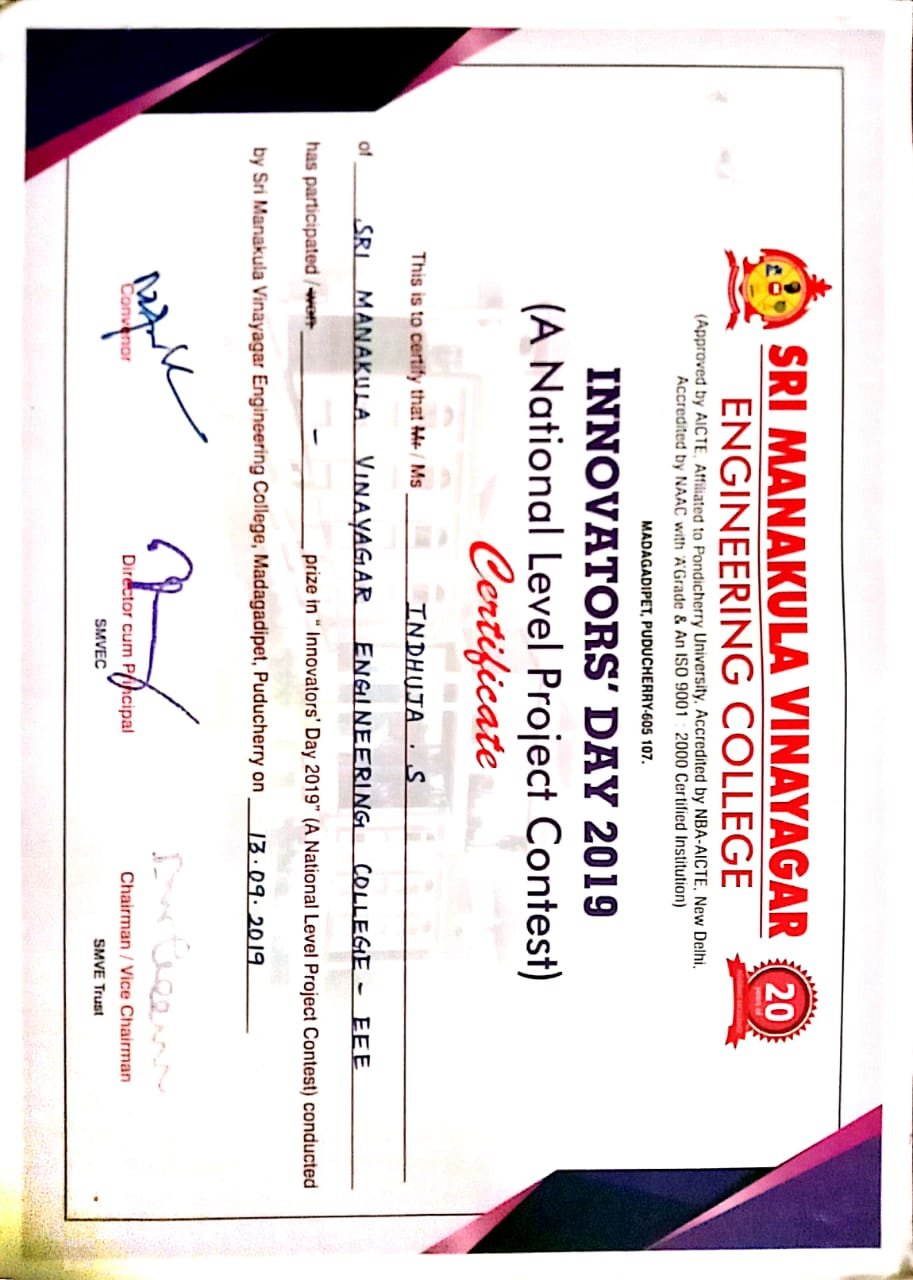 SRI MANAKULA VINAYAGAR
ENGINEERING COLLEGE
20
years of
ACADEMIC EXCELLENCE
(Approved by AICTE, Affiliated to Pondicherry University, Accredited by NBA-AICTE, New Delhi,
Accredited by NAAC with 'A'Grade & An ISO 9001 : 2000 Certified Institution)
MADAGADIPET, PUDUCHERRY-605 107.
INNOVATORS' DAY 2019
(A National Level Project Contest)
Certificate
This is to certify that Mr / Ms INDHUJA . S
of SRI MANAKULA VINAYAGAR ENGINEERING COLLEGE - EEE
has participated / won - prize in “ Innovators' Day 2019” (A National Level Project Contest) conducted
by Sri Manakula Vinayagar Engineering College, Madagadipet, Puducherry on 13.09.2019
Convenor
Director cum Principal
SMVEC
Chairman / Vice Chairman
SMVE Trust